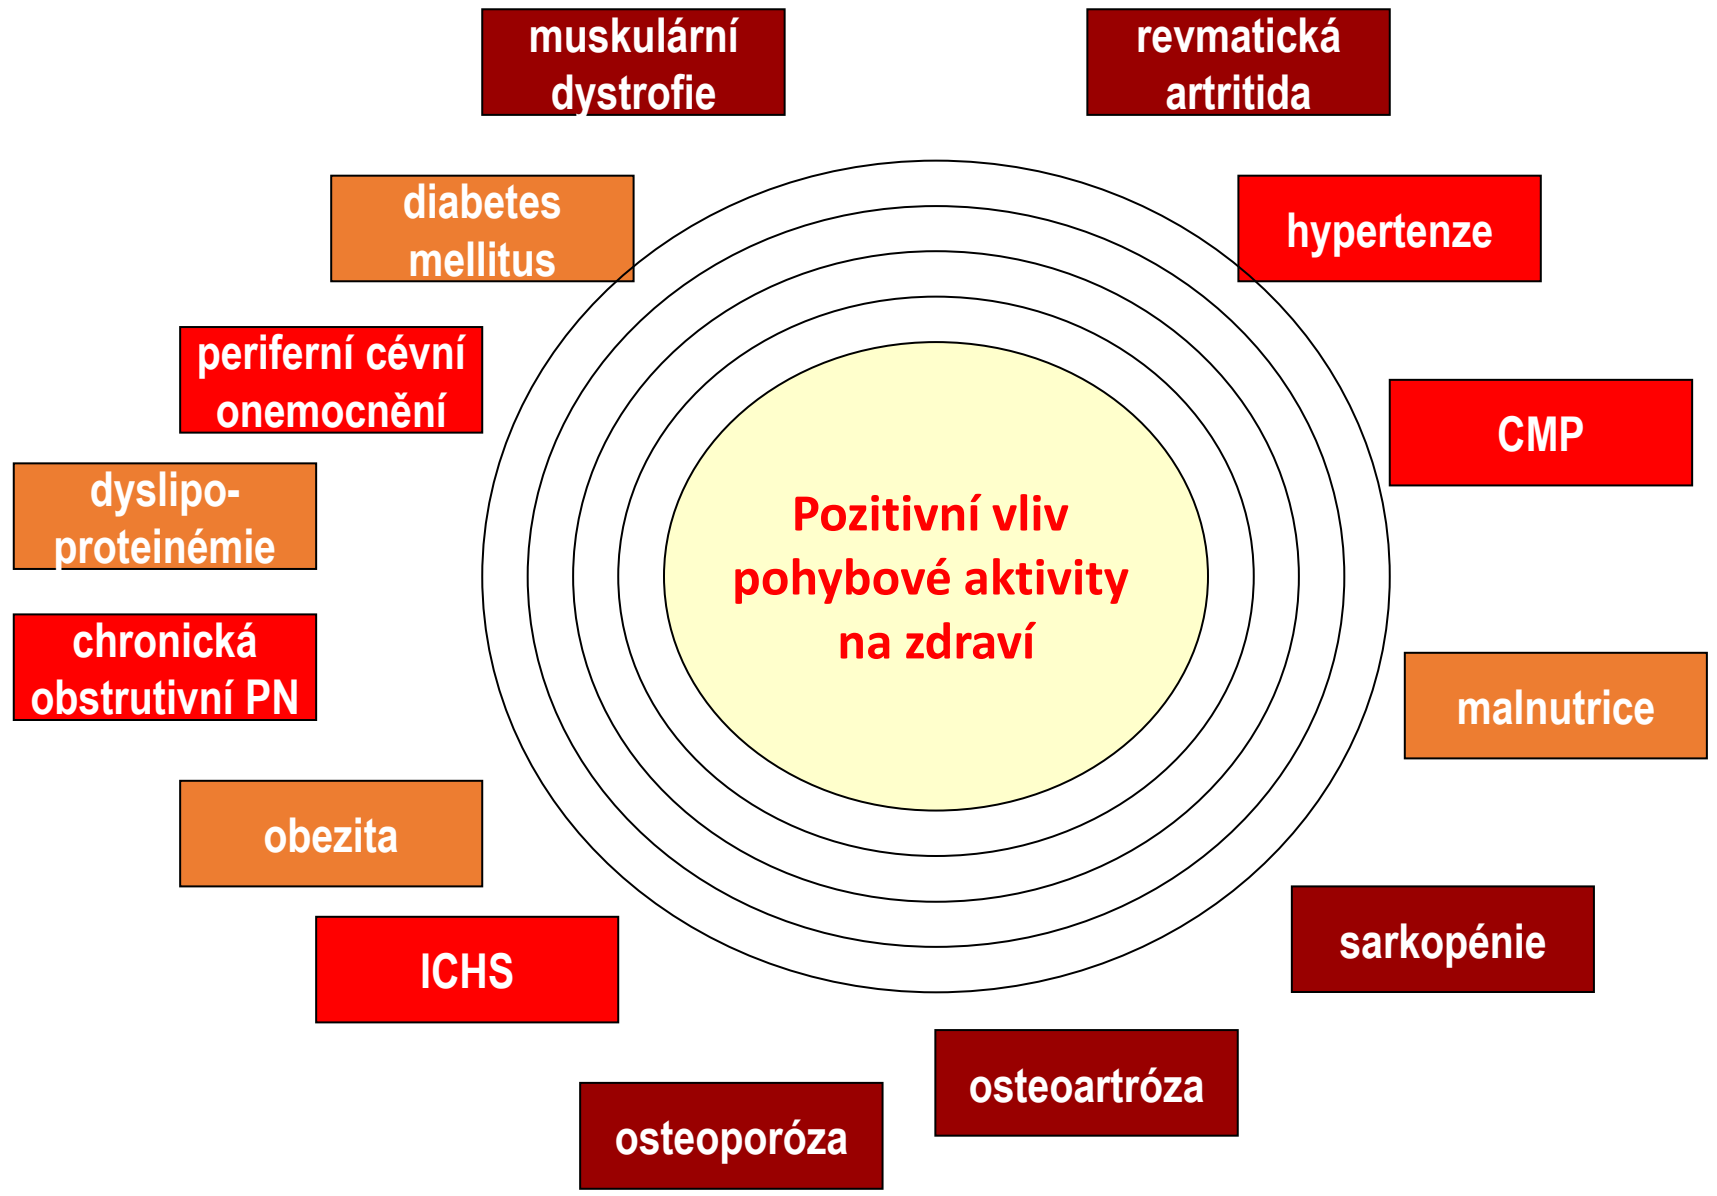 muskulární
dystrofie
revmatická
artritida
diabetes
mellitus
hypertenze
periferní cévní
onemocnění
CMP
dyslipo-
proteinémie
Pozitivní vliv
pohybové aktivity
na zdraví
chronická
obstrutivní PN
malnutrice
obezita
sarkopénie
ICHS
osteoartróza
osteoporóza